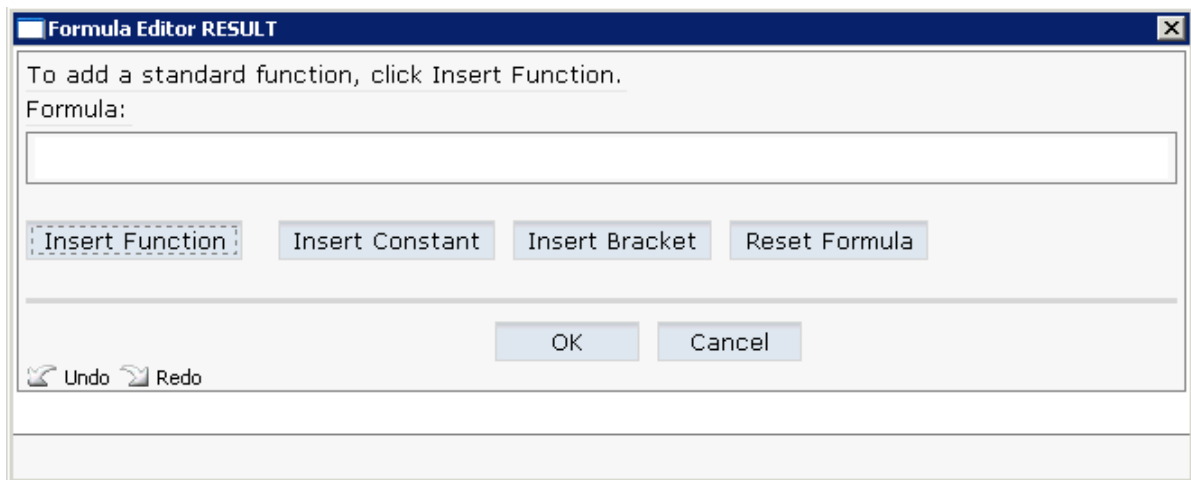 Formula Editor RESULT
To add a standard function, click Insert Function.
Formula:
Insert Function Insert Constant Insert Bracket Reset Formula
OK Cancel
Undo Redo